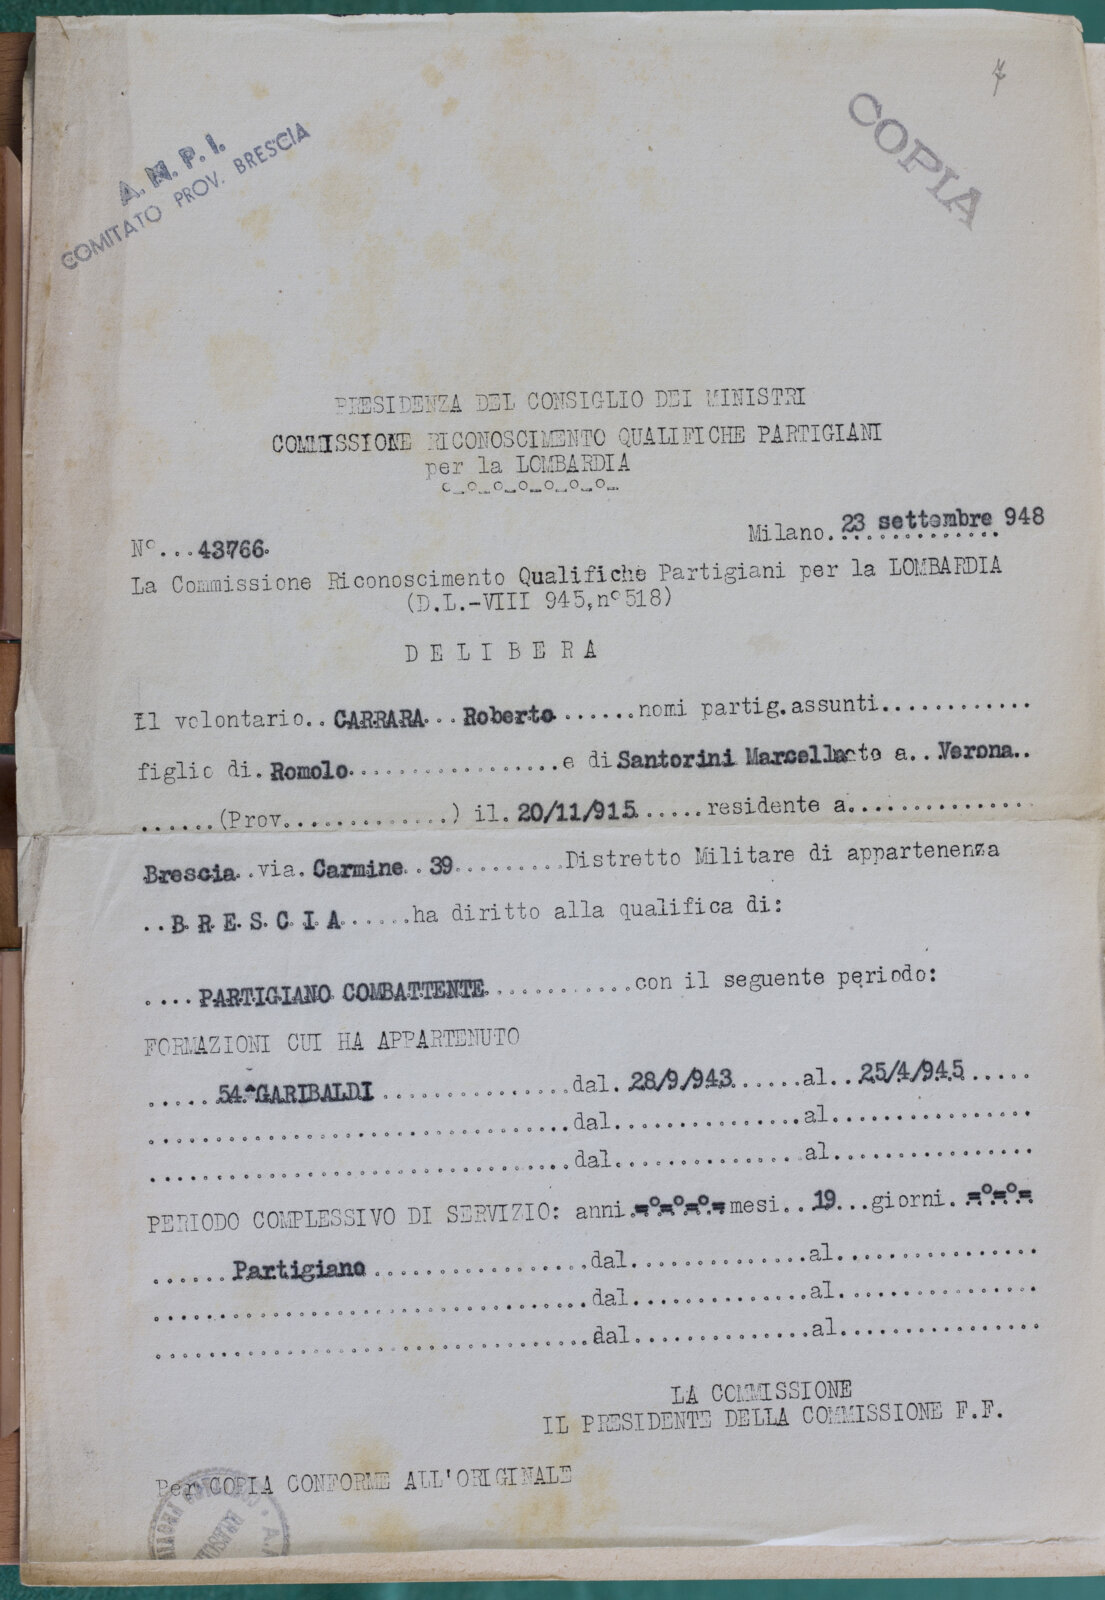 7
COPIA
A. N. P. I.
COMITATO PROV. BRESCIA
PRESIDENZA DEL CONSIGLIO DEI MINISTRI
COMMISSIONE RICONOSCIMENTO QUALIFICHE PARTIGIANI
per la LOMBARDIA
°_°_°_°_°_°_°_
N°...43766.
Milano.23 settembre 948
La Commissione Riconoscimento Qualifiche Partigiani per la LOMBARDIA
(D.L.-VIII 945,n°518)
D E L I B E R A
Il volontario..CARRARA...Roberto.......nomi partig.assunti............
figlio di.Romolo.................e di Santorini Marcella to a...Verona..
......(Prov.............) il.20/11/915.....residente a...............
Brescia..via.Carmine..39.........Distretto Militare di appartenenza
..B.R.E.S.C.I.A......ha diritto alla qualifica di:
....PARTIGIANO COMBATTENTE............con il seguente periodo:
FORMAZIONI CUI HA APPARTENUTO
.....54^GARIBALDI...............dal.28/9/943......al..25/4/945.....
..................................dal...............al...............
..................................dal...............al...............
PERIODO COMPLESSIVO DI SERVIZIO: anni.=°=°=°=mesi..19...giorni.=°=°=
......Partigiano.................dal..............al...............
..................................dal..............al...............
..................................dal..............al...............
LA COMMISSIONE
IL PRESIDENTE DELLA COMMISSIONE F.F.
Per COPIA CONFORME ALL'ORIGINALE